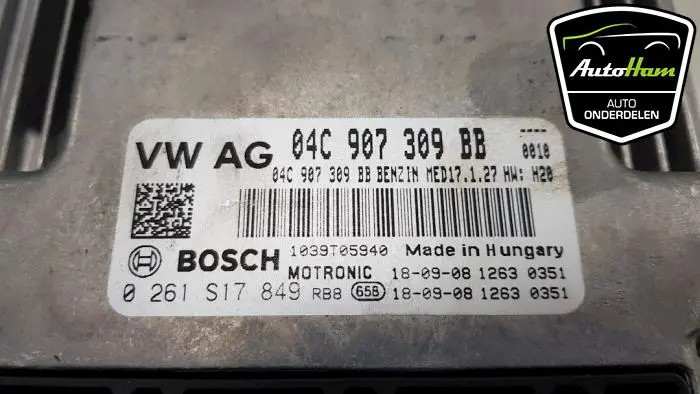 AutoHam
AUTO
ONDERDELEN
VW AG 04C 907 309 BB 0010
04C 907 309 BB BENZIN MED17.1.27 HW: H20
BOSCH 1039T05940 Made in Hungary
MOTRONIC 18-09-08 1263 0351
0 261 S17 849 RB8 65B 18-09-08 1263 0351